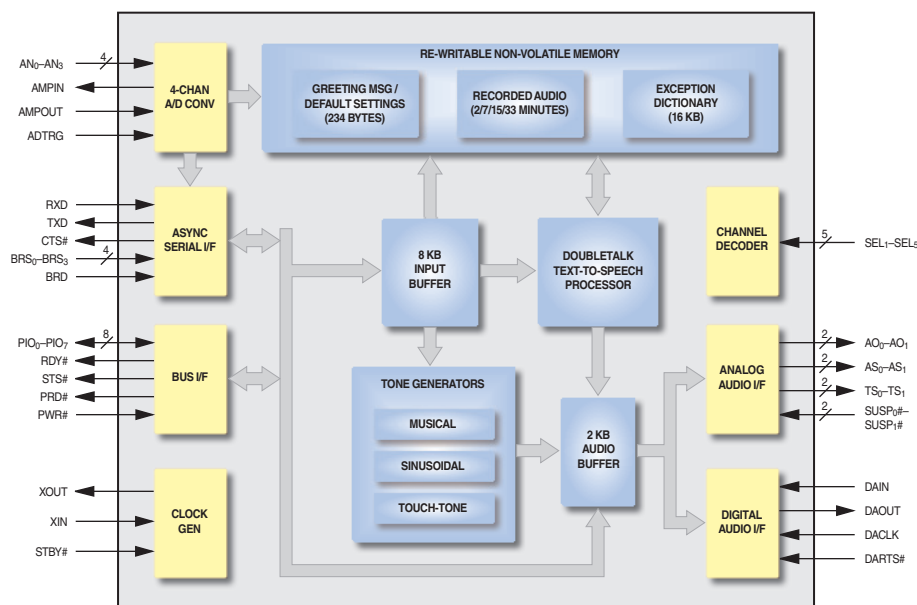 RE-WRITABLE NON-VOLATILE MEMORY
GREETING MSG /
DEFAULT SETTINGS
(234 BYTES)
RECORDED AUDIO
(2/7/15/33 MINUTES)
EXCEPTION
DICTIONARY
(16 KB)
AN0–AN3
4
AMPIN
AMPOUT
ADTRG
4-CHAN
A/D CONV
RXD
TXD
CTS#
BRS0–BRS3
4
BRD
ASYNC
SERIAL I/F
8 KB
INPUT
BUFFER
DOUBLETALK
TEXT-TO-SPEECH
PROCESSOR
CHANNEL
DECODER
5
SEL1–SEL5
PIO0–PIO7
8
RDY#
STS#
PRD#
PWR#
BUS I/F
TONE GENERATORS
MUSICAL
SINUSOIDAL
TOUCH-TONE
2 KB
AUDIO
BUFFER
ANALOG
AUDIO I/F
2
AO0–AO1
2
AS0–AS1
2
TS0–TS1
2
SUSP0#–
SUSP1#
XOUT
XIN
STBY#
CLOCK
GEN
DIGITAL
AUDIO I/F
DAIN
DAOUT
DACLK
DARTS#